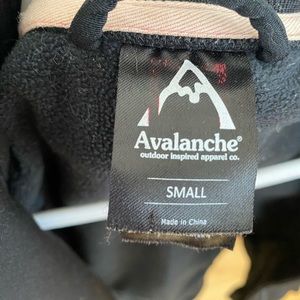 Avalanche®
outdoor inspired apparel co.
SMALL
Made in China